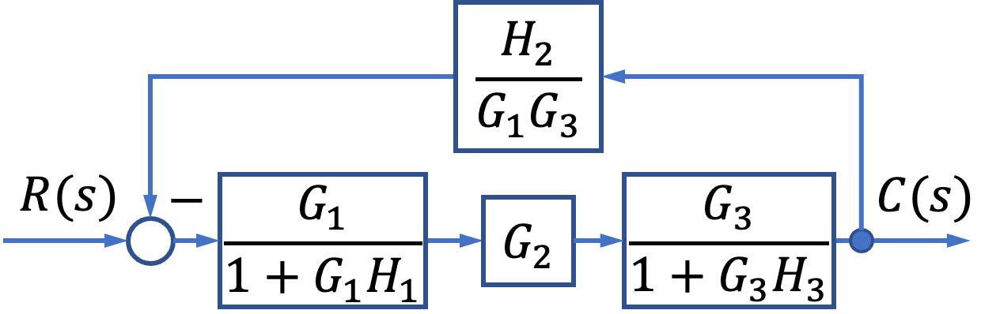 H₂
G₁G₃
R(s)
−
G₁
1 + G₁H₁
G₂
G₃
1 + G₃H₃
C(s)